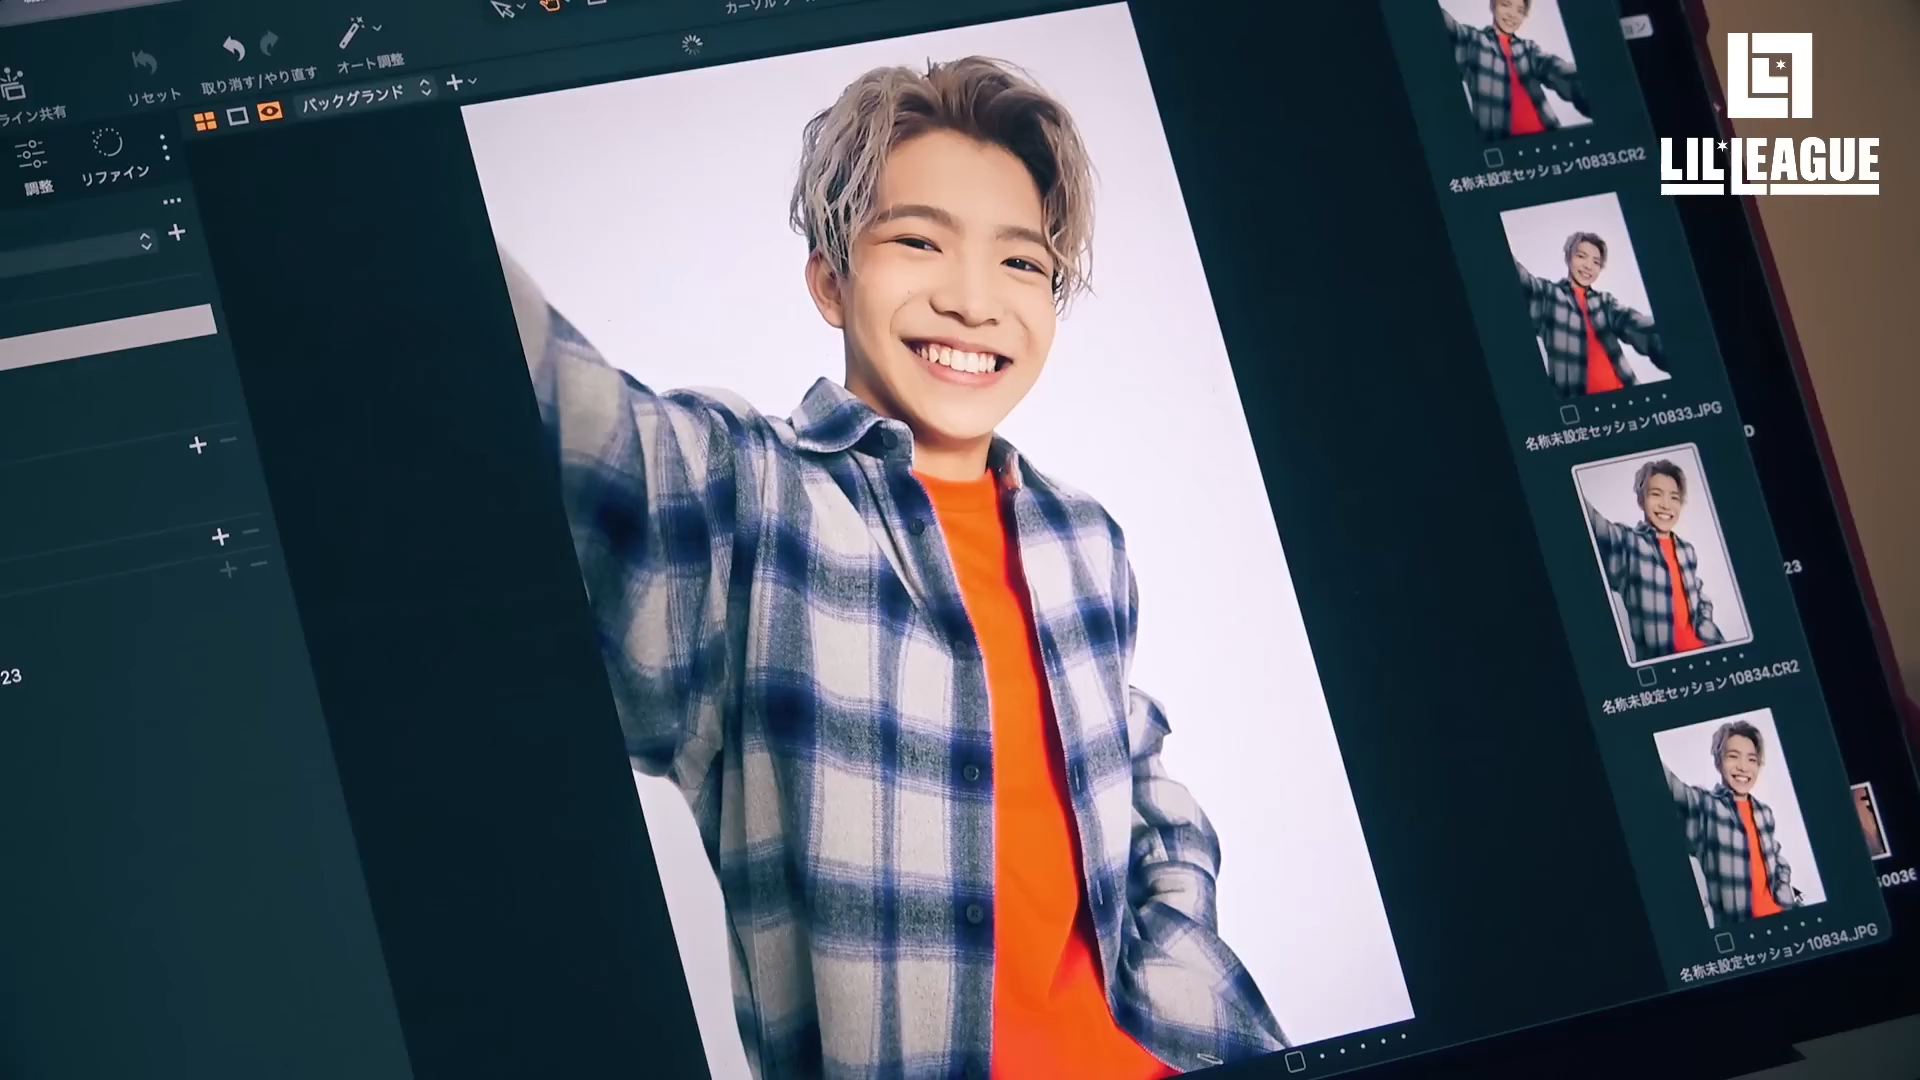 リセット
取り消す/やり直す
オート調整
ライン共有
バックグランド
調整
リファイン
23
名称未設定セッション10833.CR2
名称未設定セッション10833.JPG
名称未設定セッション10834.CR2
名称未設定セッション10834.JPG
23
LIL LEAGUE